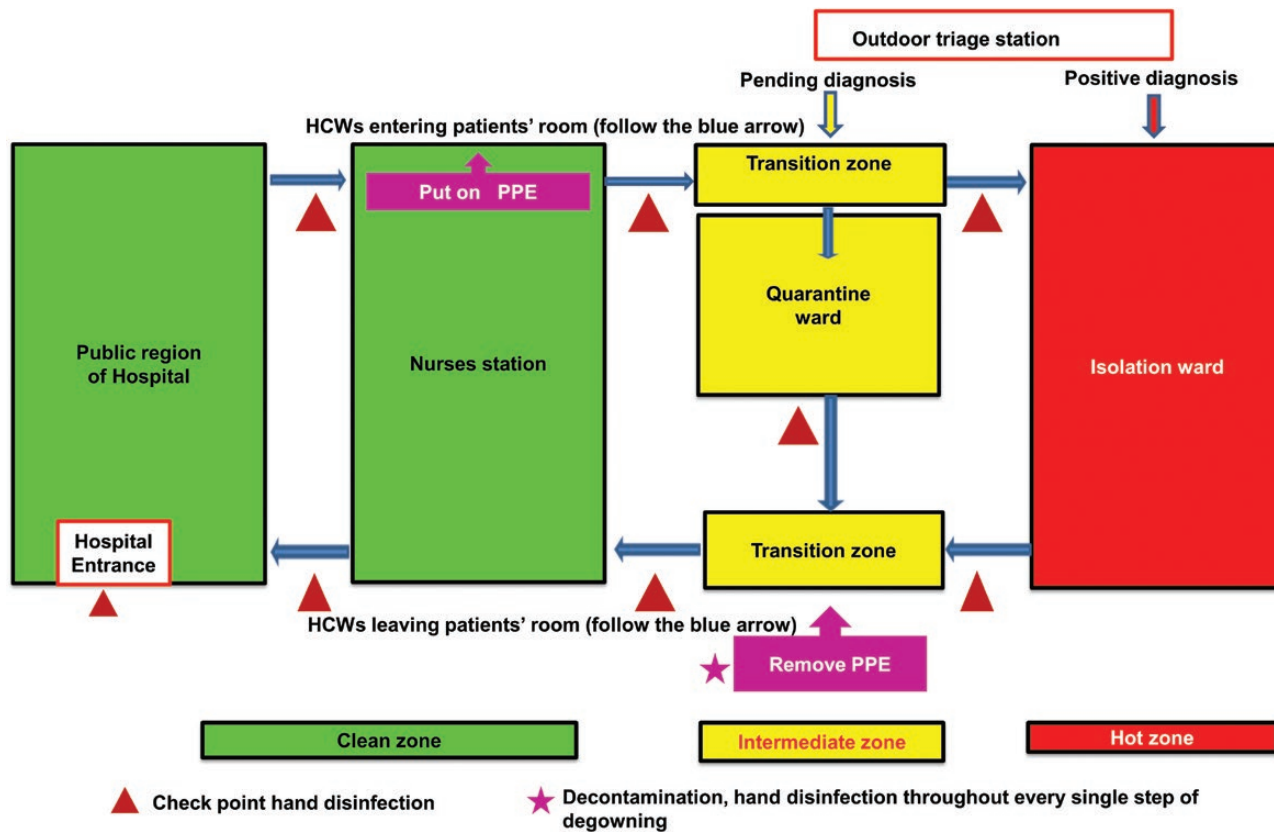 Outdoor triage station
Pending diagnosis
Positive diagnosis
HCWs entering patients’ room (follow the blue arrow)
Put on PPE
Transition zone
Quarantine
ward
Public region
of Hospital
Nurses station
Isolation ward
Hospital
Entrance
Transition zone
HCWs leaving patients’ room (follow the blue arrow)
Remove PPE
Clean zone
Intermediate zone
Hot zone
Check point hand disinfection
Decontamination, hand disinfection throughout every single step of
degowning